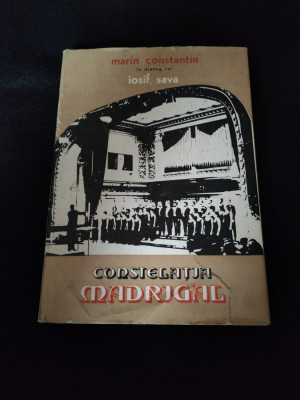 marin constantin
în dialog cu
iosif sava
CONSTELAȚIA
MADRIGAL